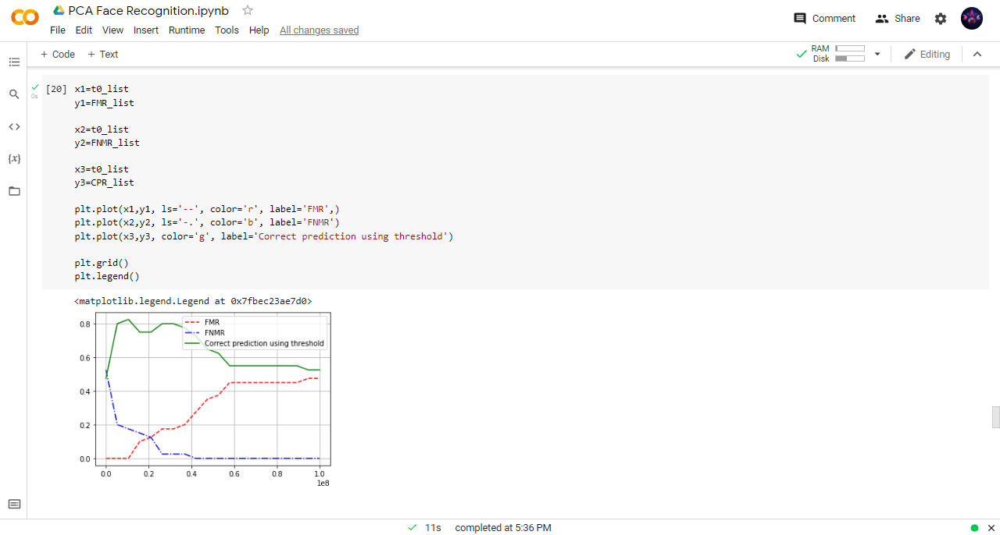 PCA Face Recognition.ipynb
File Edit View Insert Runtime Tools Help All changes saved
Comment Share
+ Code + Text
RAM
Disk
Editing
[20]
0s
x1=t0_list
y1=FMR_list
x2=t0_list
y2=FNMR_list
x3=t0_list
y3=CPR_list
plt.plot(x1,y1, ls='--', color='r', label='FMR',)
plt.plot(x2,y2, ls='-.', color='b', label='FNMR')
plt.plot(x3,y3, color='g', label='Correct prediction using threshold')
plt.grid()
plt.legend()
<matplotlib.legend.Legend at 0x7fbec23ae7d0>
FMR
FNMR
Correct prediction using threshold
0.8
0.6
0.4
0.2
0.0
0.0 0.2 0.4 0.6 0.8 1.0
1e8
11s completed at 5:36 PM